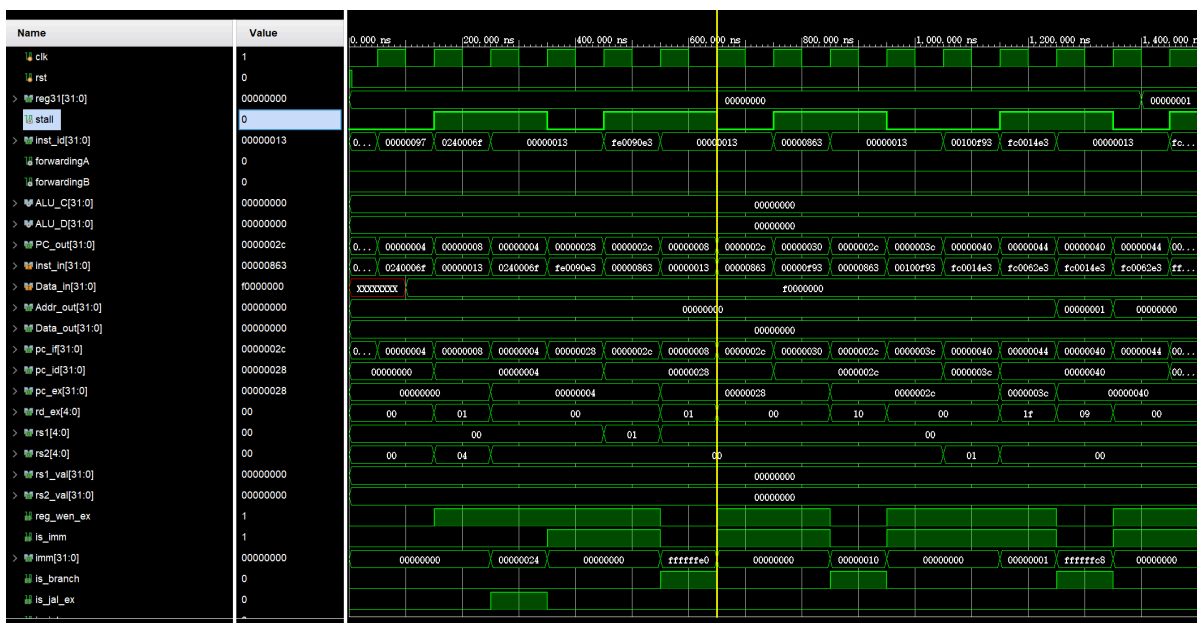 Name Value 0.000 ns 200.000 ns 400.000 ns 600.000 ns 800.000 ns 1,000.000 ns 1,200.000 ns 1,400.000 n
clk 1
rst 0
reg31[31:0] 00000000 00000000 00000001
stall 0
inst_id[31:0] 00000013 0... 00000097 0240006f 00000013 fe0090e3 00000013 00000863 00000013 00100f93 fc0014e3 00000013 fc...
forwardingA 0
forwardingB 0
ALU_C[31:0] 00000000 00000000
ALU_D[31:0] 00000000 00000000
PC_out[31:0] 0000002c 0... 00000004 00000008 00000004 00000028 0000002c 00000008 0000002c 00000030 0000002c 0000003c 00000040 00000044 00000040 00000044 00...
inst_in[31:0] 00000863 0... 0240006f 00000013 0240006f fe0090e3 00000863 00000013 00000863 00000f93 00000863 00100f93 fc0014e3 fc0062e3 fc0014e3 fc0062e3 ff...
Data_in[31:0] f0000000 XXXXXXXX f0000000
Addr_out[31:0] 00000000 00000000 00000001 00000000
Data_out[31:0] 00000000 00000000
pc_if[31:0] 0000002c 0... 00000004 00000008 00000004 00000028 0000002c 00000008 0000002c 00000030 0000002c 0000003c 00000040 00000044 00000040 00000044 00...
pc_id[31:0] 00000028 00000000 00000004 00000028 0000002c 0000003c 00000040 00...
pc_ex[31:0] 00000028 00000000 00000004 00000028 0000002c 0000003c 00000040
rd_ex[4:0] 00 00 01 00 01 00 10 00 1f 09 00
rs1[4:0] 00 00 01 00
rs2[4:0] 00 00 04 00 01 00
rs1_val[31:0] 00000000 00000000
rs2_val[31:0] 00000000 00000000
reg_wen_ex 1
is_imm 1
imm[31:0] 00000000 00000000 00000024 00000000 ffffffe0 00000000 00000010 00000000 00000001 ffffffc8 00000000
is_branch 0
is_jal_ex 0